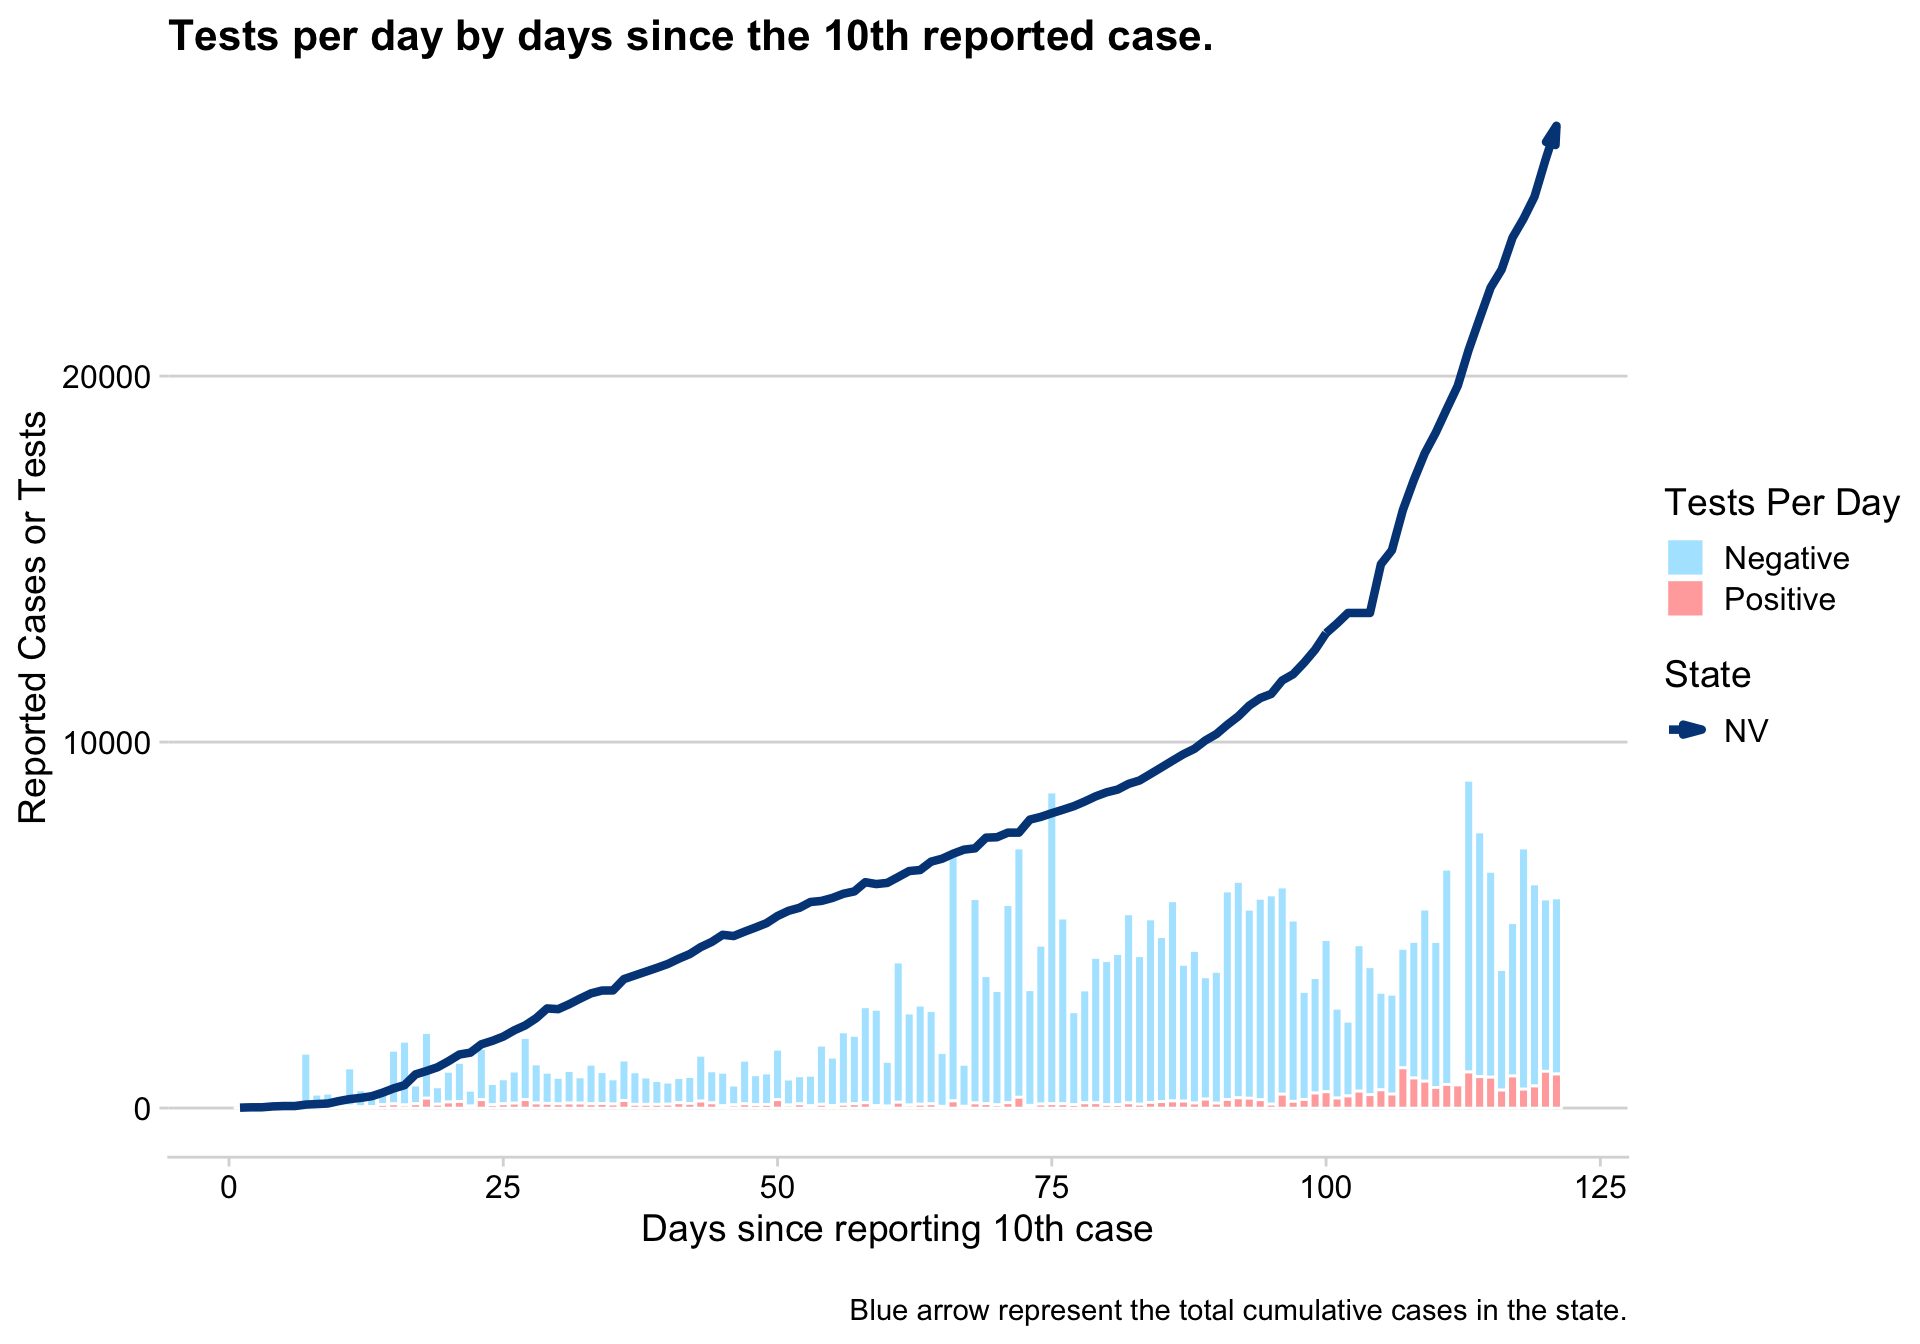 Tests per day by days since the 10th reported case.
Reported Cases or Tests
20000
10000
0
0 25 50 75 100 125
Days since reporting 10th case
Tests Per Day
Negative
Positive
State
NV
Blue arrow represent the total cumulative cases in the state.